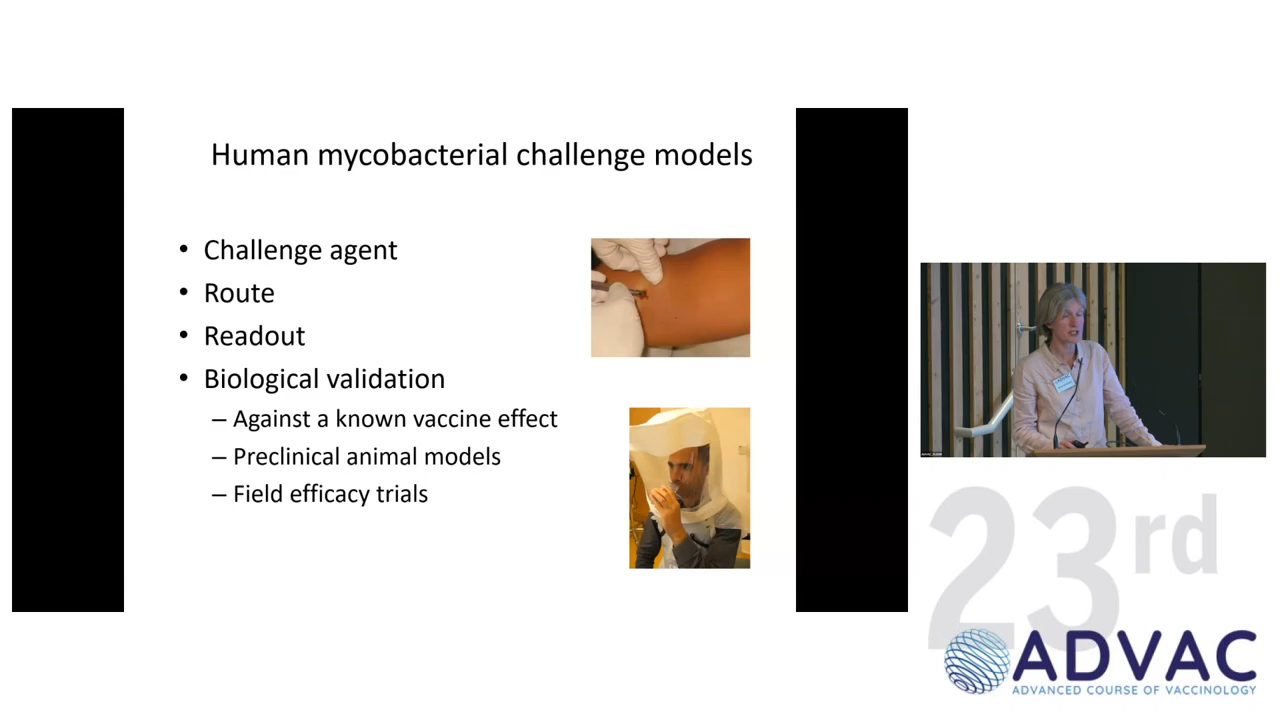 Human mycobacterial challenge models
• Challenge agent
• Route
• Readout
• Biological validation
– Against a known vaccine effect
– Preclinical animal models
– Field efficacy trials
23rd
ADVAC
ADVANCED COURSE OF VACCINOLOGY